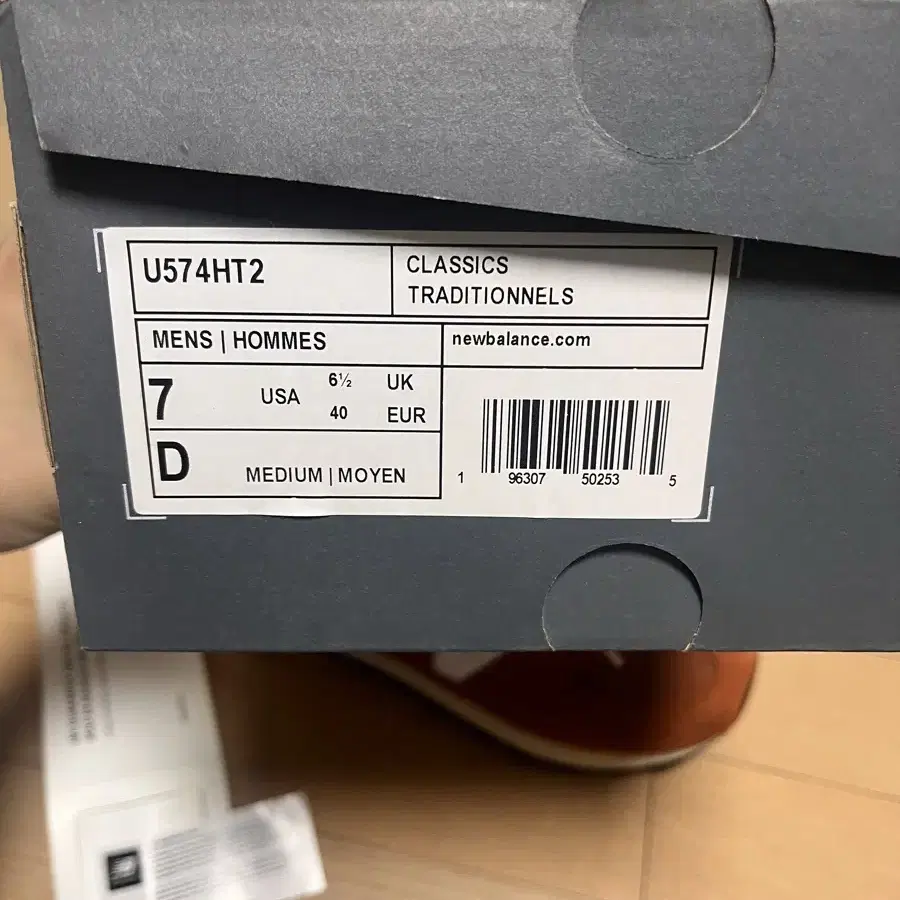 U574HT2
CLASSICS
TRADITIONNELS
MENS | HOMMES
newbalance.com
7 USA 6½ UK
40 EUR
D MEDIUM | MOYEN
1 96307 50253 5